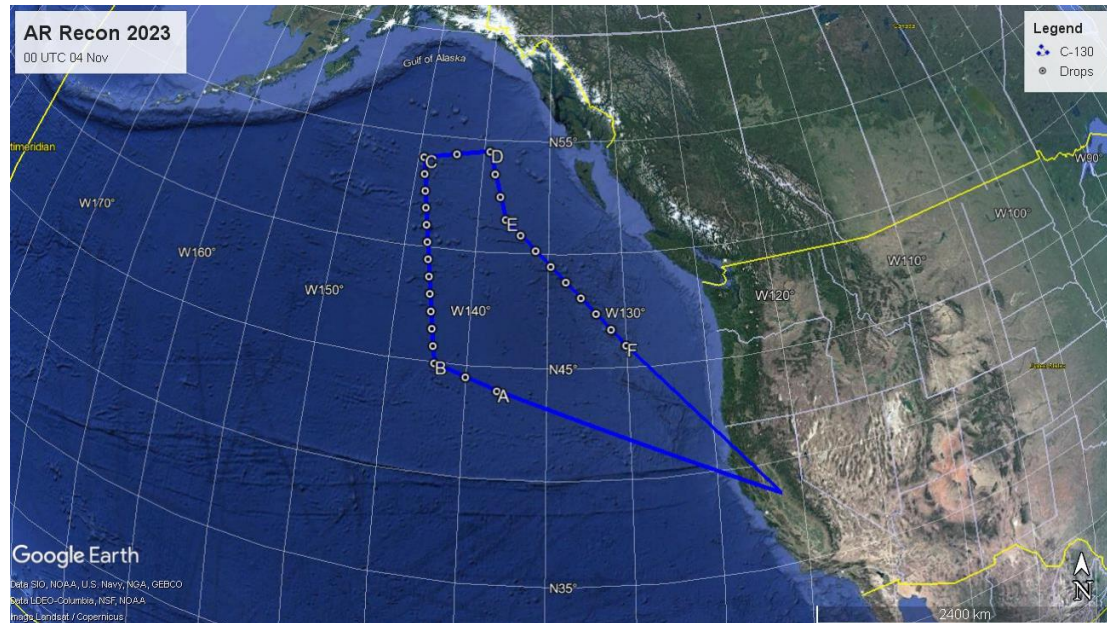 AR Recon 2023
00 UTC 04 Nov
Legend
C-130
Drops
Gulf of Alaska
Canada
timeridian
N55°
W90°
C
D
W170°
W100°
E
W160°
W110°
W150°
W120°
W140°
W130°
F
B
N45°
A
Google Earth
Data SIO, NOAA, U.S. Navy, NGA, GEBCO
Data LDEO-Columbia, NSF, NOAA
Image Landsat / Copernicus
N35°
N
2400 km